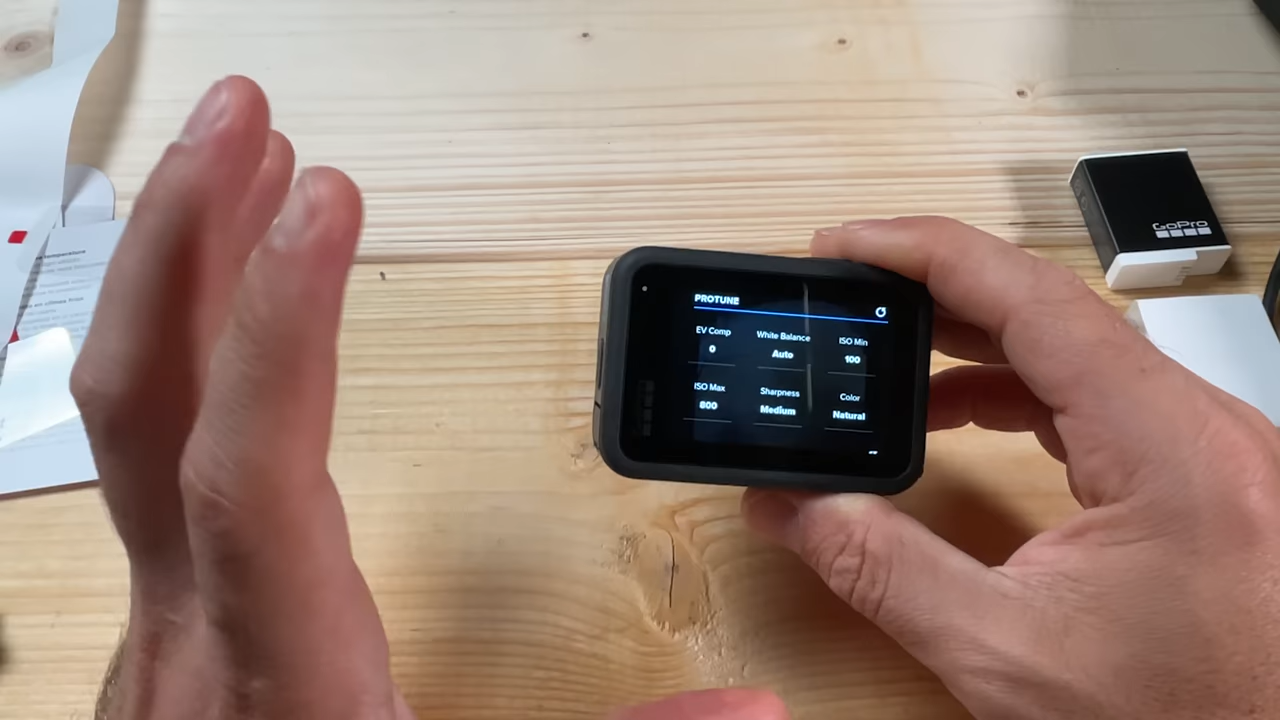 PROTUNE
EV Comp
0
White Balance
Auto
ISO Min
100
ISO Max
800
Sharpness
Medium
Color
Natural
GoPro